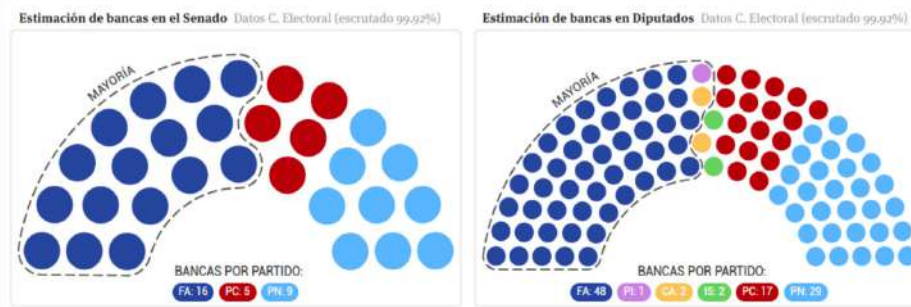 Estimación de bancas en el Senado Datos C. Electoral (escrutado 99.92%)
MAYORÍA
BANCAS POR PARTIDO:
FA: 16 PC: 5 PN: 9
Estimación de bancas en Diputados Datos C. Electoral (escrutado 99.92%)
MAYORÍA
BANCAS POR PARTIDO:
FA: 48 PI: 1 CA: 2 IS: 2 PC: 17 PN: 29